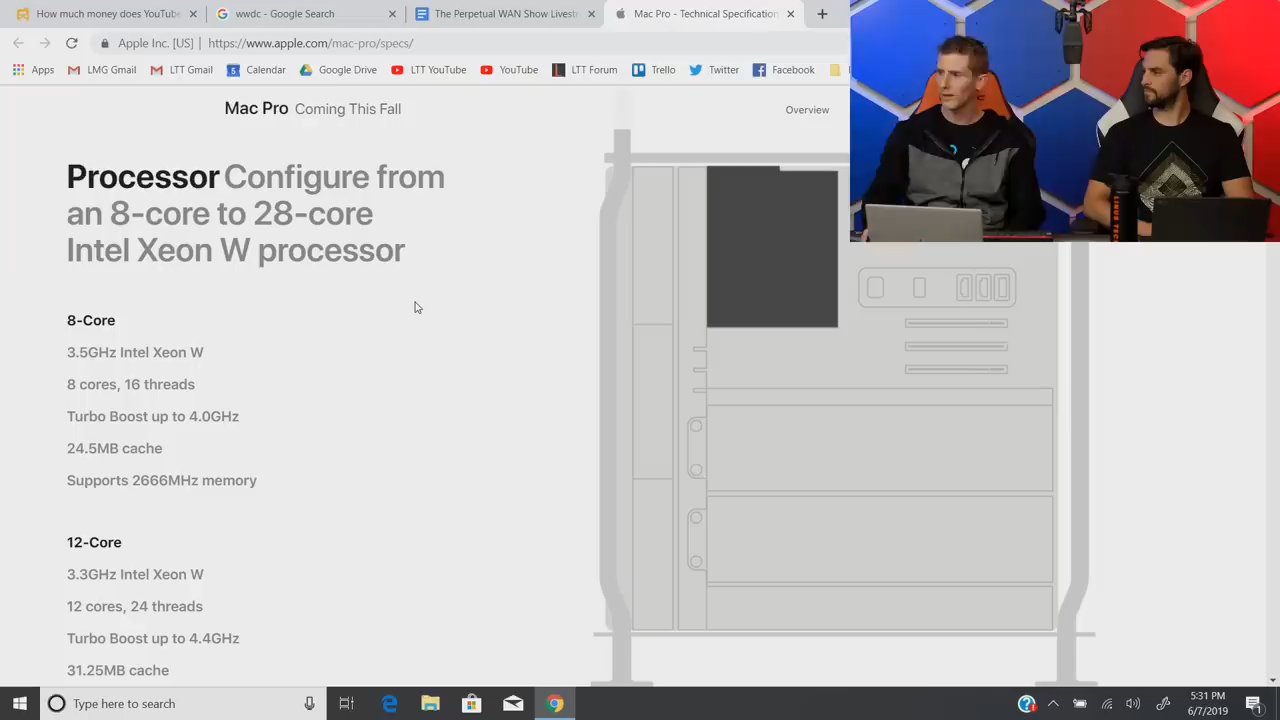 How much money does YouTube
wwdc - Google Search
The Perpetual WAN Show Livest
Mac Pro - Technical Specification
Apple Inc. [US]
https://www.apple.com/mac-pro/specs/
Apps
LMG Gmail
LTT Gmail
Calendar
Google Drive
LTT YouTube
YouTube
LTT Forum
Trello
Twitter
Facebook
Mac Pro Coming This Fall
Overview
Processor Configure from
an 8-core to 28-core
Intel Xeon W processor
8-Core
3.5GHz Intel Xeon W
8 cores, 16 threads
Turbo Boost up to 4.0GHz
24.5MB cache
Supports 2666MHz memory
12-Core
3.3GHz Intel Xeon W
12 cores, 24 threads
Turbo Boost up to 4.4GHz
31.25MB cache
LINUS TECH
Type here to search
5:31 PM
6/7/2019